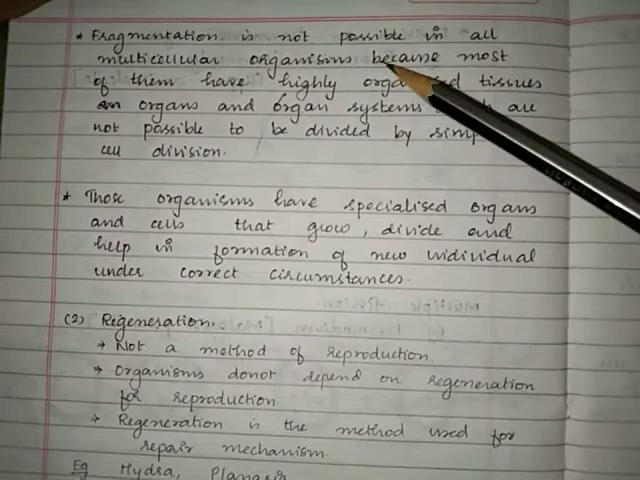 * Fragmentation is not possible in all
multicellular organisms because most
of them have highly tissues
organs and organ systems
not possible to be divided by
cell division.
* Those organisms have specialised organs
and cells that grow, divide and
help in formation of new individual
under correct circumstances.
(2) Regeneration.
→ Not a method of reproduction.
→ Organisms donot depend on regeneration
for reproduction
→ Regeneration is the method used for
repair mechanism.
Eg Hydra, Planaria